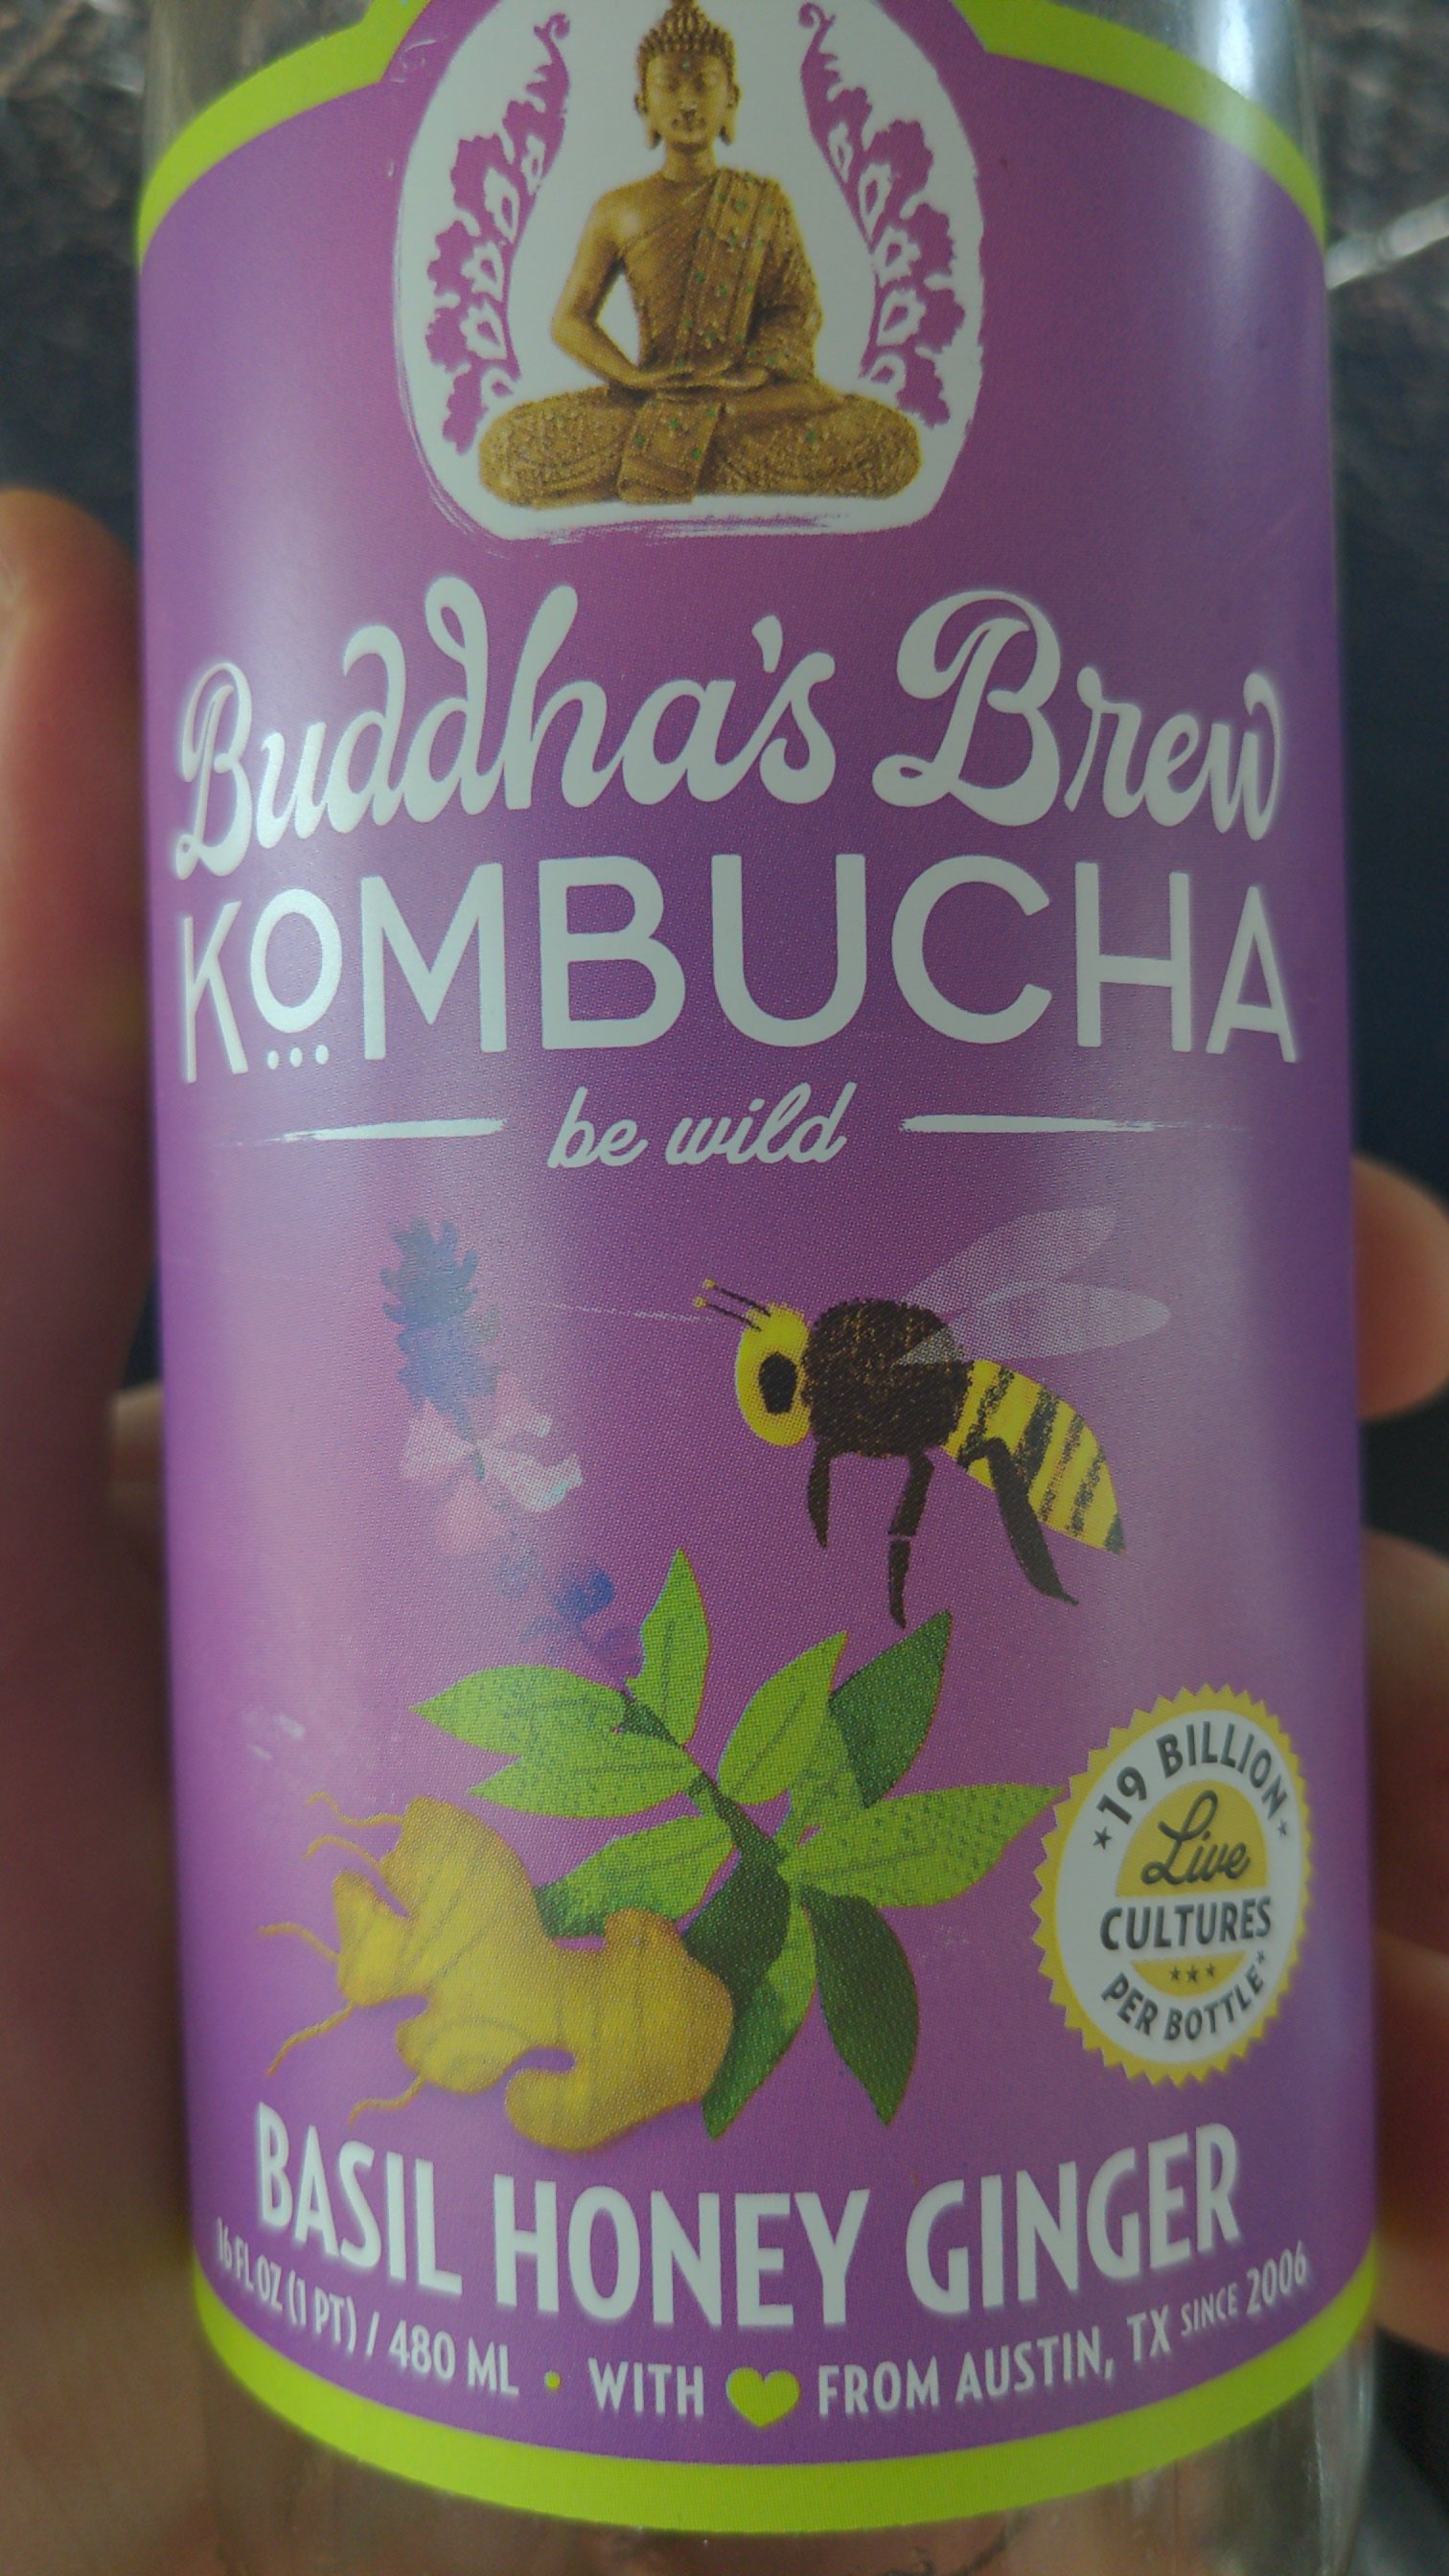 Buddha's Brew
KOMBUCHA
be wild
19 BILLION
Live
CULTURES
PER BOTTLE
BASIL HONEY GINGER
16 FL OZ (1 PT) / 480 ML • WITH ♥ FROM AUSTIN, TX SINCE 2006